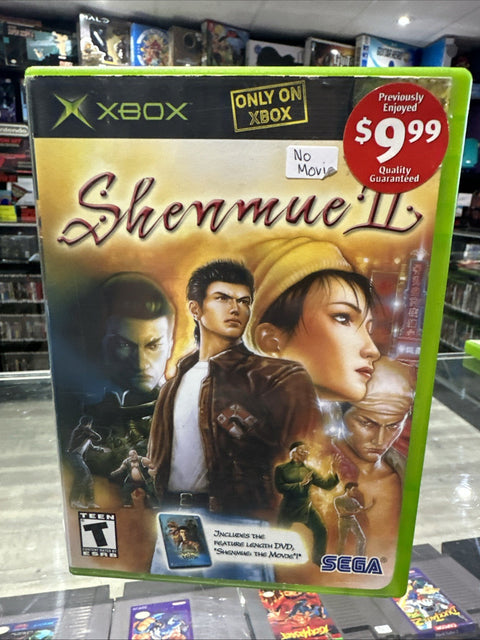 XBOX
ONLY ON
XBOX
Previously
Enjoyed
$9.99
Quality
Guaranteed
No
Movie
Shenmue II
TEEN
T
ESRB
INCLUDES THE
FEATURE LENGTH DVD,
"SHENMUE THE MOVIE"!*
SEGA
HALO